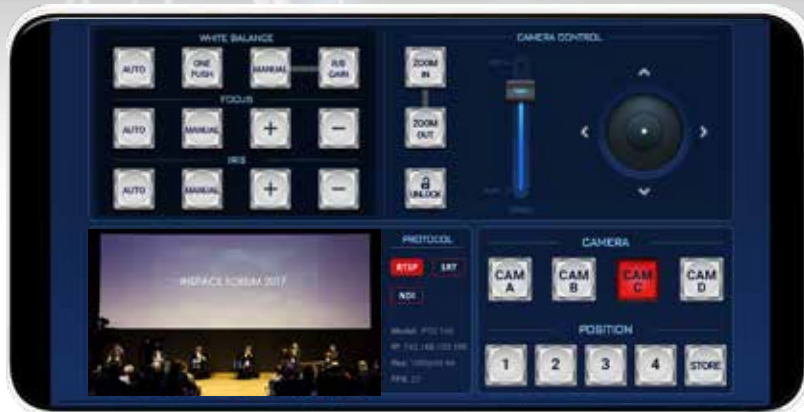 WHITE BALANCE
AUTO
ONE PUSH
MANUAL
R/B GAIN
FOCUS
AUTO
MANUAL
+
-
IRIS
AUTO
MANUAL
+
-
CAMERA CONTROL
ZOOM IN
ZOOM OUT
UNLOCK
PROTOCOL
RTSP
SRT
NDI
CAMERA
CAM A
CAM B
CAM C
CAM D
POSITION
1
2
3
4
STORE